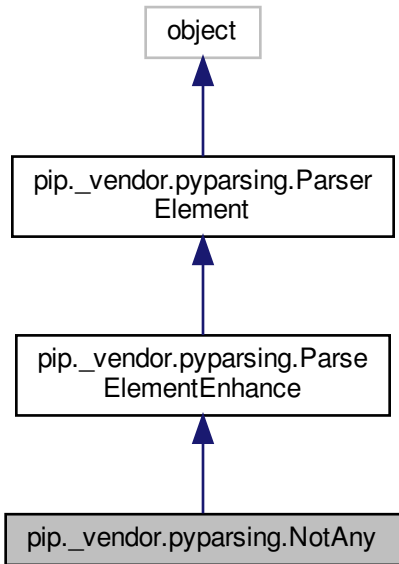 object
pip._vendor.pyparsing.Parser
Element
pip._vendor.pyparsing.Parse
ElementEnhance
pip._vendor.pyparsing.NotAny